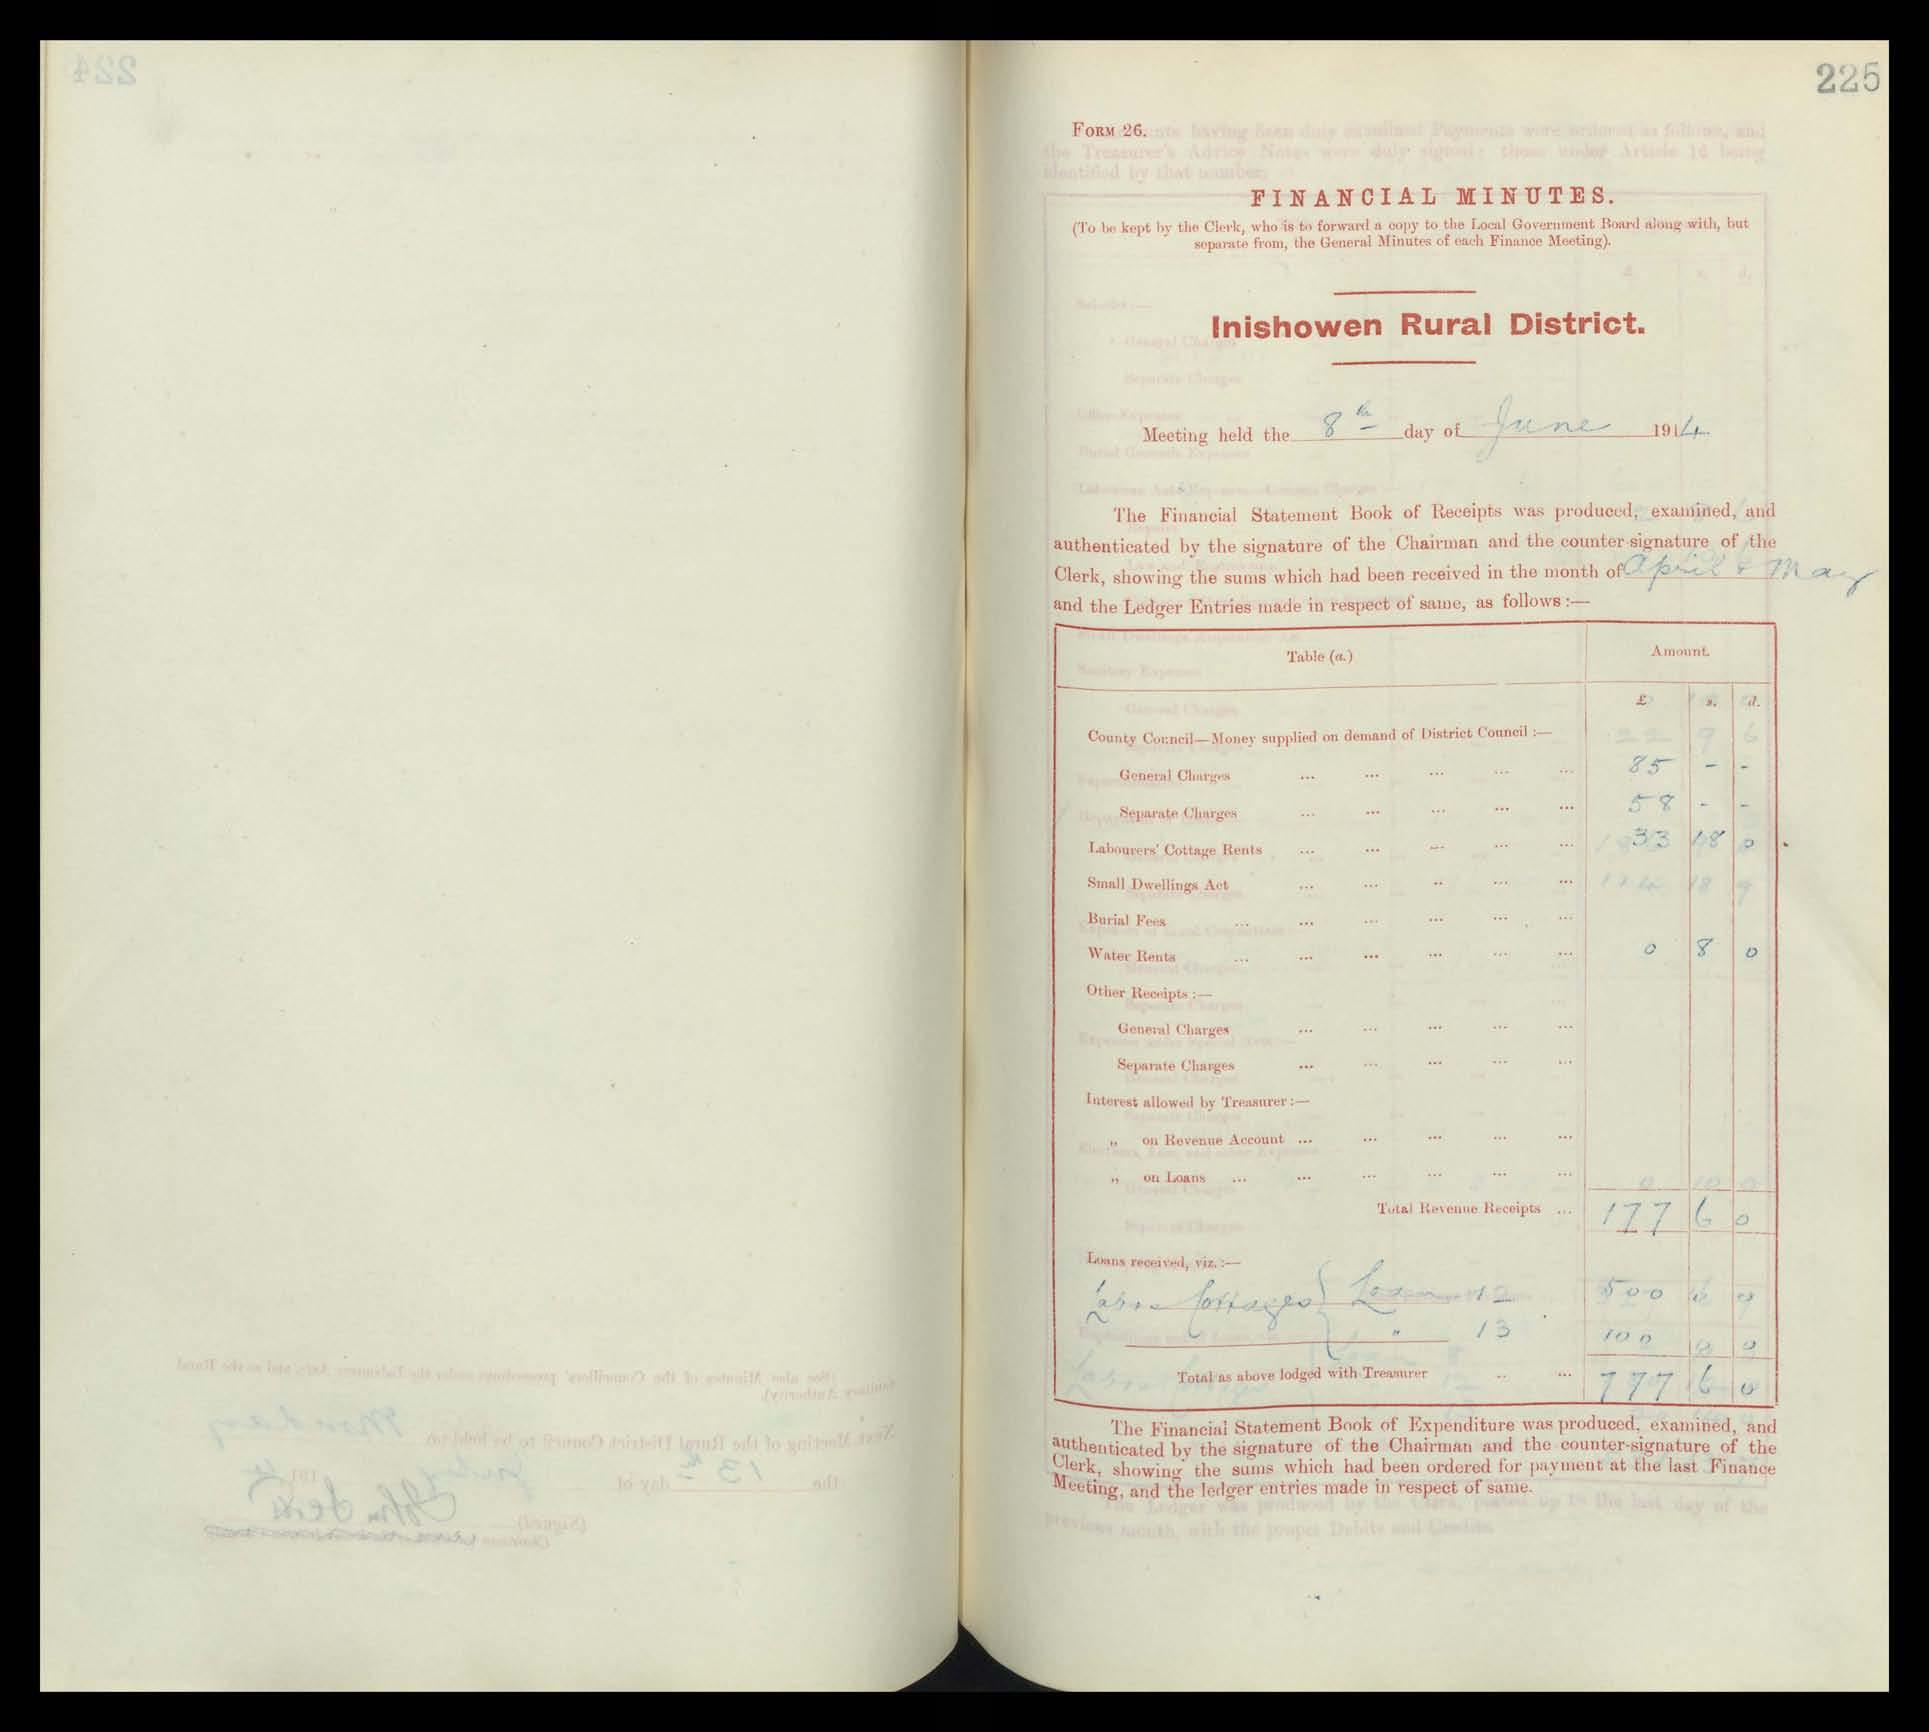 225
FORM 26.
FINANCIAL MINUTES.
(To be kept by the Clerk, who is to forward a copy to the Local Government Board along with, but
separate from, the General Minutes of each Finance Meeting).
Inishowen Rural District.
Meeting held the 8th day of June 1914
The Financial Statement Book of Receipts was produced, examined, and
authenticated by the signature of the Chairman and the counter-signature of the
Clerk, showing the sums which had been received in the month of April & May
and the Ledger Entries made in respect of same, as follows :—
Table (a.) Amount.
£ s. d.
County Council—Money supplied on demand of District Council :—
General Charges ... ... ... ... ... 85 - -
Separate Charges ... ... ... ... ... 58 - -
Labourers' Cottage Rents ... ... ... ... ... 33 18 0
Small Dwellings Act ... ... ... ... ...
Burial Fees ... ... ... ... ... ...
Water Rents ... ... ... ... ... ... 0 8 0
Other Receipts :—
General Charges ... ... ... ... ...
Separate Charges ... ... ... ... ...
Interest allowed by Treasurer :—
„ on Revenue Account ... ... ... ... ...
„ on Loans ... ... ... ... ... ...
Total Revenue Receipts ... 177 6 0
Loans received, viz. :—
Labr Cottages Loan 12 500 0 0
" 13 100 0 0
Total as above lodged with Treasurer ... ... 777 6 0
The Financial Statement Book of Expenditure was produced, examined, and
authenticated by the signature of the Chairman and the counter-signature of the
Clerk, showing the sums which had been ordered for payment at the last Finance
Meeting, and the ledger entries made in respect of same.